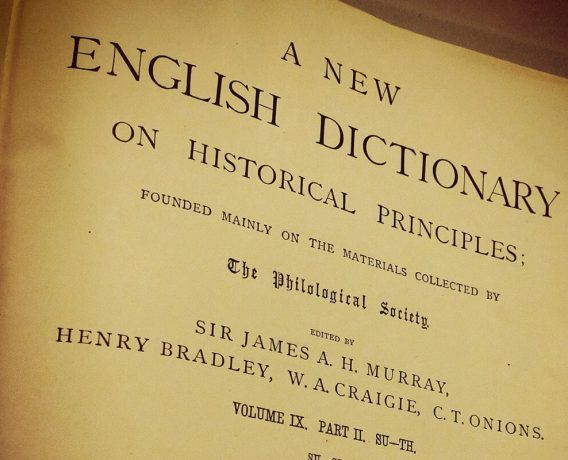 A NEW
ENGLISH DICTIONARY
ON HISTORICAL PRINCIPLES;
FOUNDED MAINLY ON THE MATERIALS COLLECTED BY
The Philological Society.
EDITED BY
SIR JAMES A. H. MURRAY,
HENRY BRADLEY, W. A. CRAIGIE, C. T. ONIONS.
VOLUME IX. PART II. SU—TH.